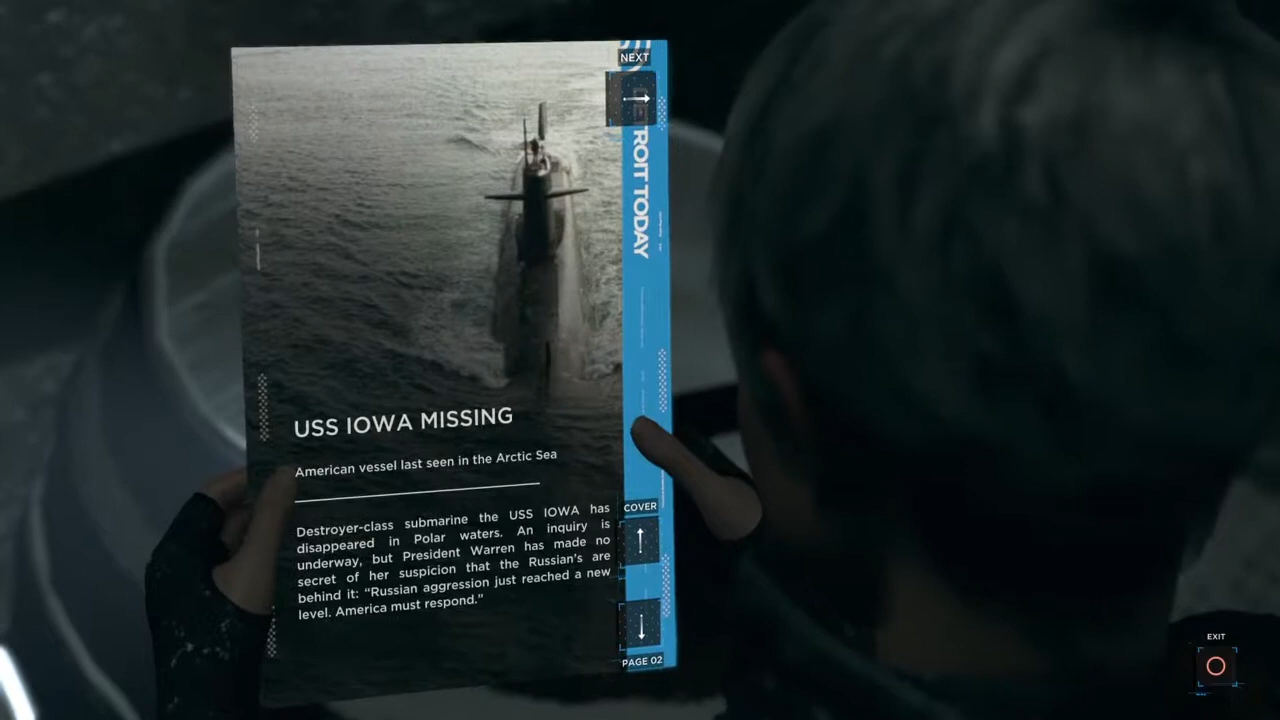 NEXT
DETROIT TODAY
USS IOWA MISSING
American vessel last seen in the Arctic Sea
Destroyer-class submarine the USS IOWA has
disappeared in Polar waters. An inquiry is
underway, but President Warren has made no
secret of her suspicion that the Russian's are
behind it: “Russian aggression just reached a new
level. America must respond.”
COVER
PAGE 02
EXIT